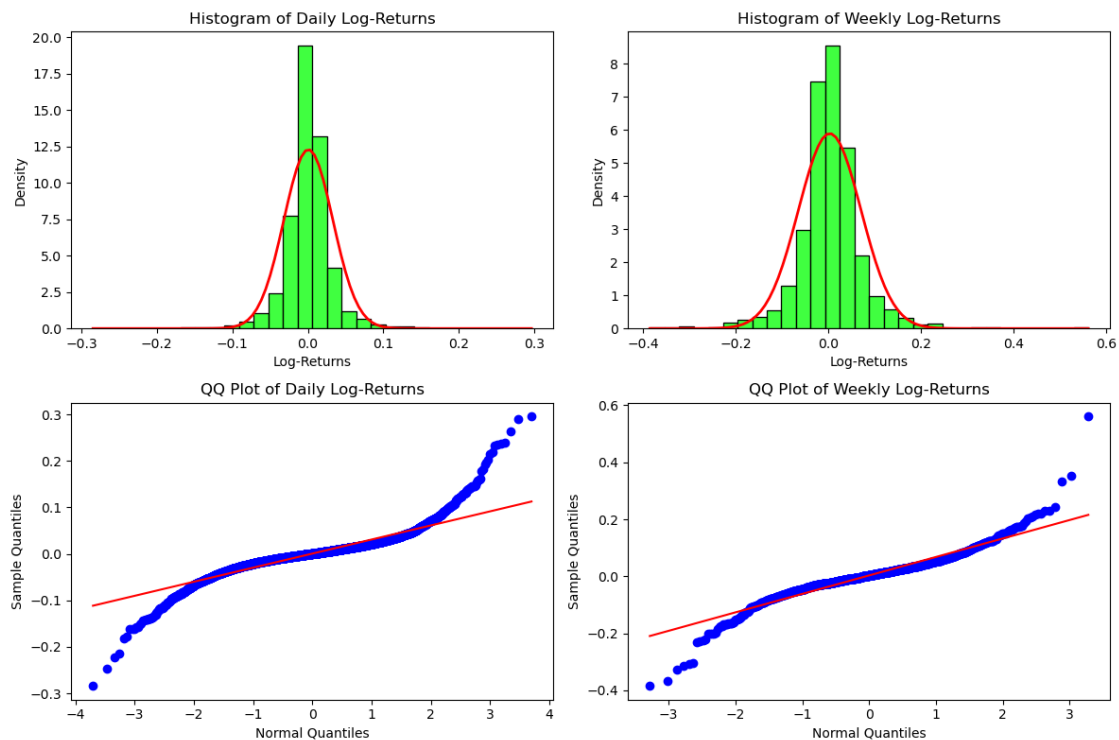 Histogram of Daily Log-Returns
20.0
17.5
15.0
12.5
10.0
7.5
5.0
2.5
0.0
Density
−0.3 −0.2 −0.1 0.0 0.1 0.2 0.3
Log-Returns
Histogram of Weekly Log-Returns
8
7
6
5
4
3
2
1
0
Density
−0.4 −0.2 0.0 0.2 0.4 0.6
Log-Returns
QQ Plot of Daily Log-Returns
0.3
0.2
0.1
0.0
−0.1
−0.2
−0.3
Sample Quantiles
−4 −3 −2 −1 0 1 2 3 4
Normal Quantiles
QQ Plot of Weekly Log-Returns
0.6
0.4
0.2
0.0
−0.2
−0.4
Sample Quantiles
−3 −2 −1 0 1 2 3
Normal Quantiles